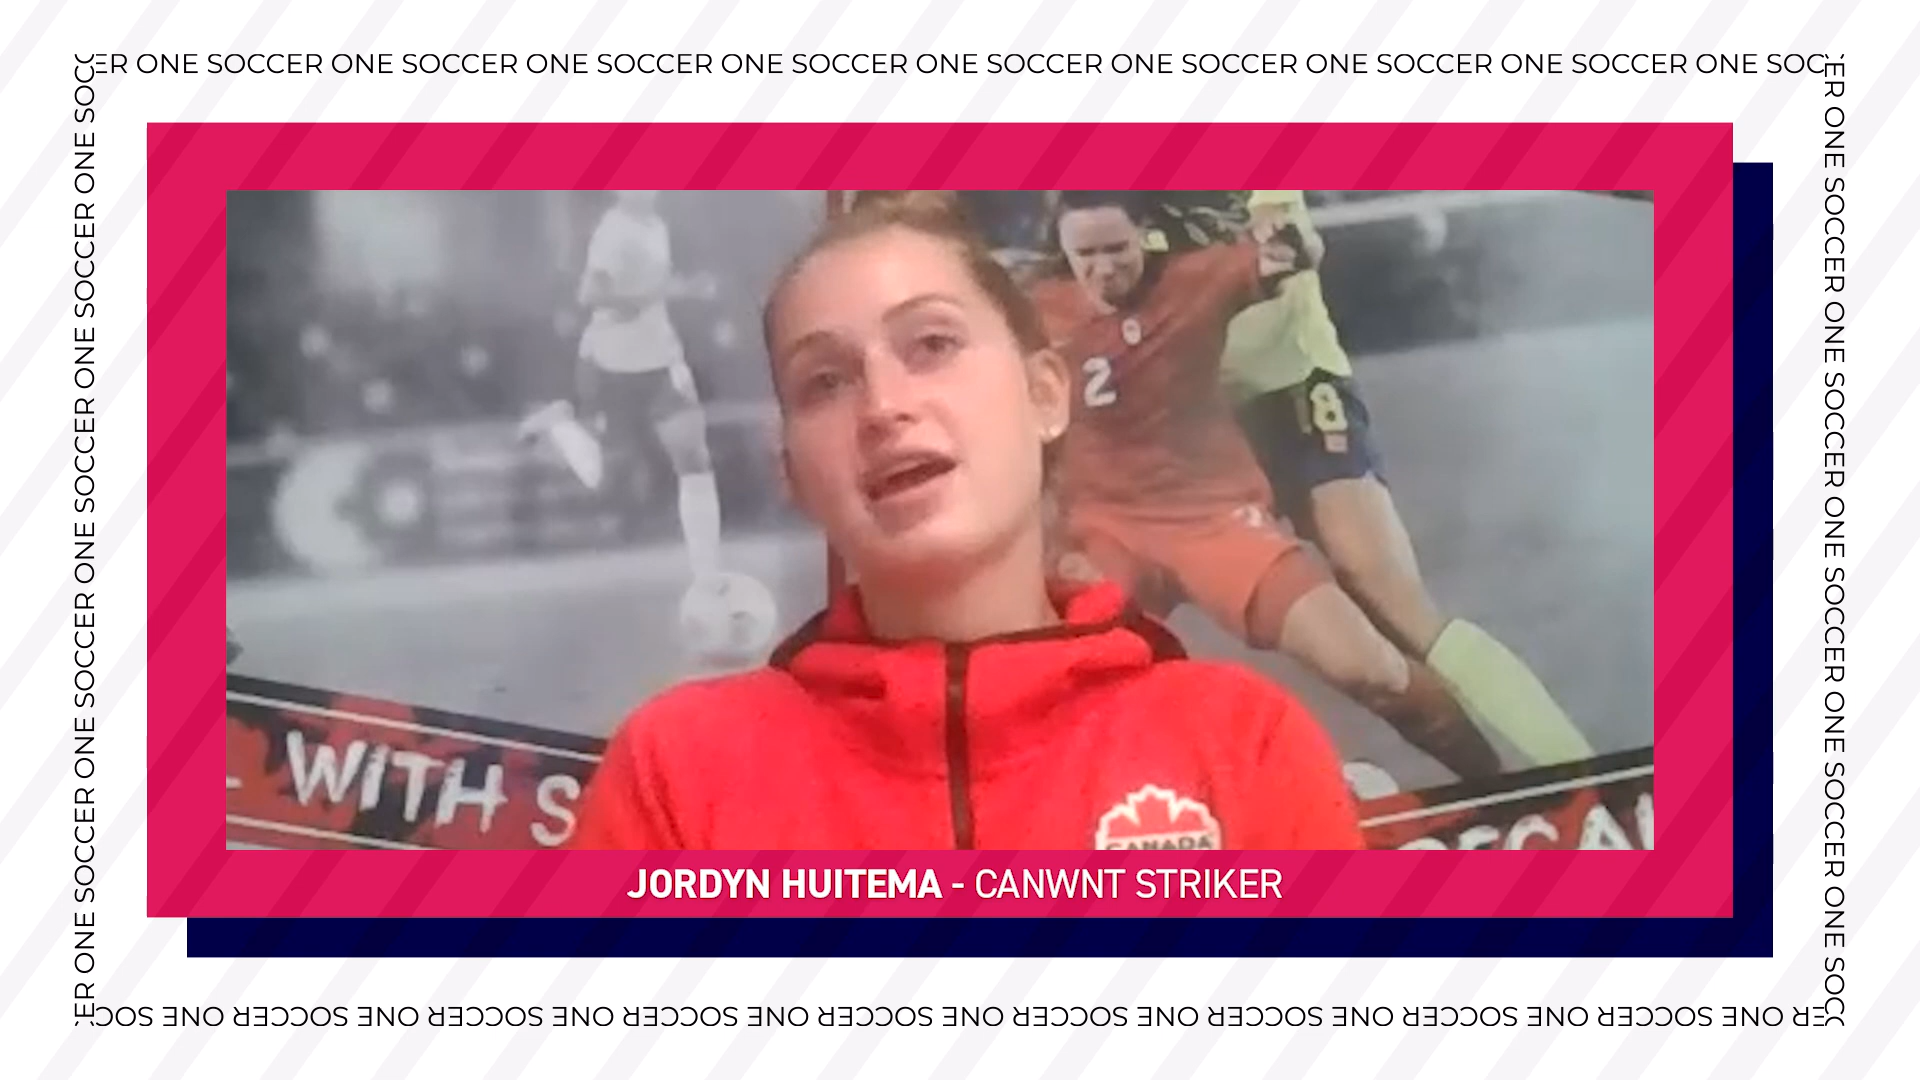 ER ONE SOCCER ONE SOCCER ONE SOCCER ONE SOCCER ONE SOCCER ONE SOCCER ONE SOCCER ONE SOCCER ONE SOC
ER ONE SOCCER ONE SOCCER ONE SOCCER ONE SOCCER ONE SOC
ER ONE SOCCER ONE SOCCER ONE SOCCER ONE SOCCER ONE SOC
2
8
WITH S
CANADA
JORDYN HUITEMA - CANWNT STRIKER
ER ONE SOCCER ONE SOCCER ONE SOCCER ONE SOCCER ONE SOCCER ONE SOCCER ONE SOCCER ONE SOCCER ONE SOC